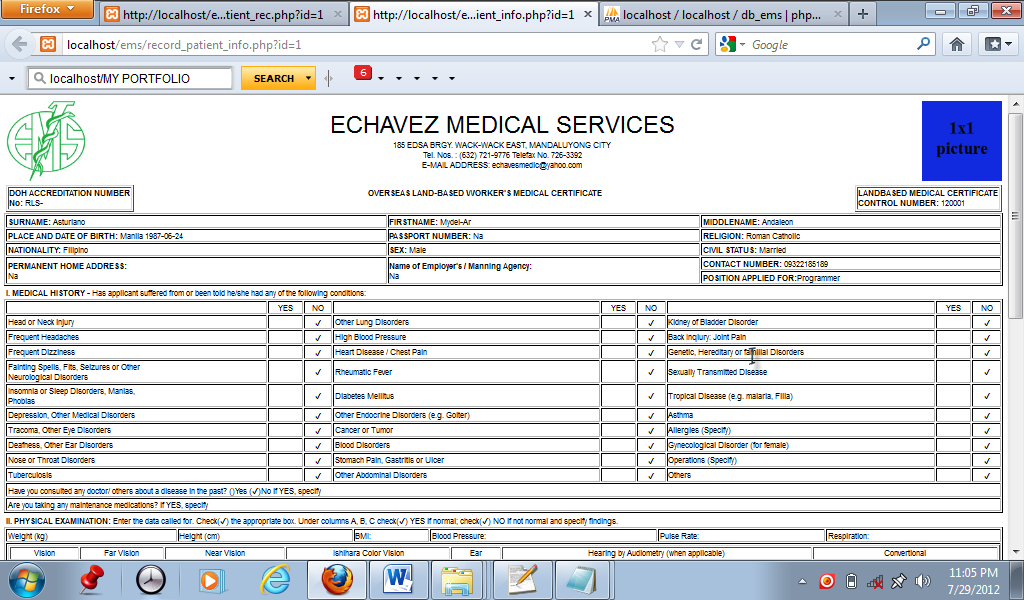 Firefox
http://localhost/e...tient_rec.php?id=1
http://localhost/e...ient_info.php?id=1
localhost / localhost / db_ems | php...
localhost/ems/record_patient_info.php?id=1
Google
localhost/MY PORTFOLIO
SEARCH
6
ECHAVEZ MEDICAL SERVICES
185 EDSA BRGY. WACK-WACK EAST, MANDALUYONG CITY
Tel. Nos. : (632) 721-9776 Telefax No. 726-3392
E-MAIL ADDRESS: echavesmedic@yahoo.com
1x1
picture
DOH ACCREDITATION NUMBER
No: RLS-
OVERSEAS LAND-BASED WORKER'S MEDICAL CERTIFICATE
LANDBASED MEDICAL CERTIFICATE
CONTROL NUMBER: 120001
SURNAME: Asturiano
FIRSTNAME: Mydel-Ar
MIDDLENAME: Andaleon
PLACE AND DATE OF BIRTH: Manila 1987-06-24
PASSPORT NUMBER: Na
RELIGION: Roman Catholic
NATIONALITY: Filipino
SEX: Male
CIVIL STATUS: Married
PERMANENT HOME ADDRESS:
Na
Name of Employer's / Manning Agency:
Na
CONTACT NUMBER: 09322185189
POSITION APPLIED FOR:Programmer
I. MEDICAL HISTORY - Has applicant suffered from or been told he/she had any of the following conditions:
YES NO YES NO YES NO
Head or Neck Injury ✓ Other Lung Disorders ✓ Kidney of Bladder Disorder ✓
Frequent Headaches ✓ High Blood Pressure ✓ Back Injury: Joint Pain ✓
Frequent Dizziness ✓ Heart Disease / Chest Pain ✓ Genetic, Hereditary or familial Disorders ✓
Fainting Spells, Fits, Seizures or Other
Neurological Disorders ✓ Rheumatic Fever ✓ Sexually Transmitted Disease ✓
Insomnia or Sleep Disorders, Manias,
Phobias ✓ Diabetes Mellitus ✓ Tropical Disease (e.g. malaria, Filia) ✓
Depression, Other Medical Disorders ✓ Other Endocrine Disorders (e.g. Goiter) ✓ Asthma ✓
Tracoma, Other Eye Disorders ✓ Cancer or Tumor ✓ Allergies (Specify) ✓
Deafness, Other Ear Disorders ✓ Blood Disorders ✓ Gynecological Disorder (for female) ✓
Nose or Throat Disorders ✓ Stomach Pain, Gastritis or Ulcer ✓ Operations (Specify) ✓
Tuberculosis ✓ Other Abdominal Disorders ✓ Others ✓
Have you consulted any doctor/ others about a disease in the past? ()Yes (✓)No If YES, specify
Are you taking any maintenance medications? If YES, specify
II. PHYSICAL EXAMINATION: Enter the data called for. Check(✓) the appropriate box. Under columns A, B, C check(✓) YES if normal; check(✓) NO if not normal and specify findings.
Weight (kg) Height (cm) BMI: Blood Pressure: Pulse Rate: Respiration:
Vision Far Vision Near Vision Ishihara Color Vision Ear Hearing by Audiometry (when applicable) Convertional
11:05 PM
7/29/2012